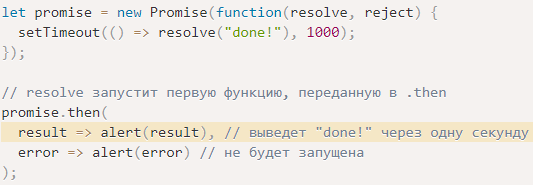 let promise = new Promise(function(resolve, reject) {
  setTimeout(() => resolve("done!"), 1000);
});

// resolve запустит первую функцию, переданную в .then
promise.then(
  result => alert(result), // выведет "done!" через одну секунду
  error => alert(error) // не будет запущена
);